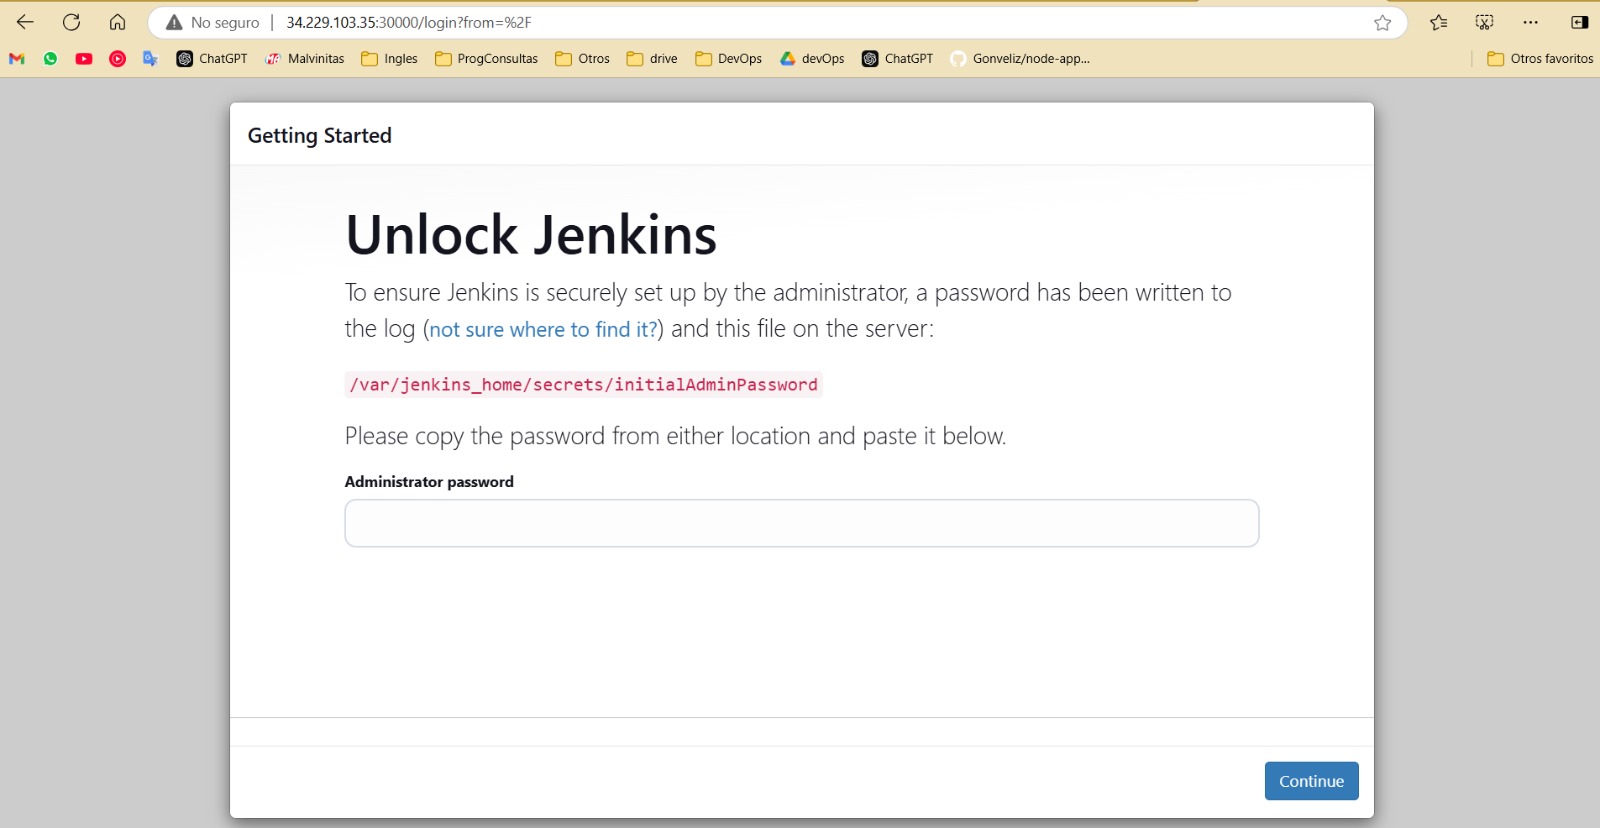 No seguro | 34.229.103.35:30000/login?from=%2F
ChatGPT Malvinitas Ingles ProgConsultas Otros drive DevOps devOps ChatGPT Gonveliz/node-app... Otros favoritos
Getting Started
Unlock Jenkins
To ensure Jenkins is securely set up by the administrator, a password has been written to
the log (not sure where to find it?) and this file on the server:
/var/jenkins_home/secrets/initialAdminPassword
Please copy the password from either location and paste it below.
Administrator password
Continue